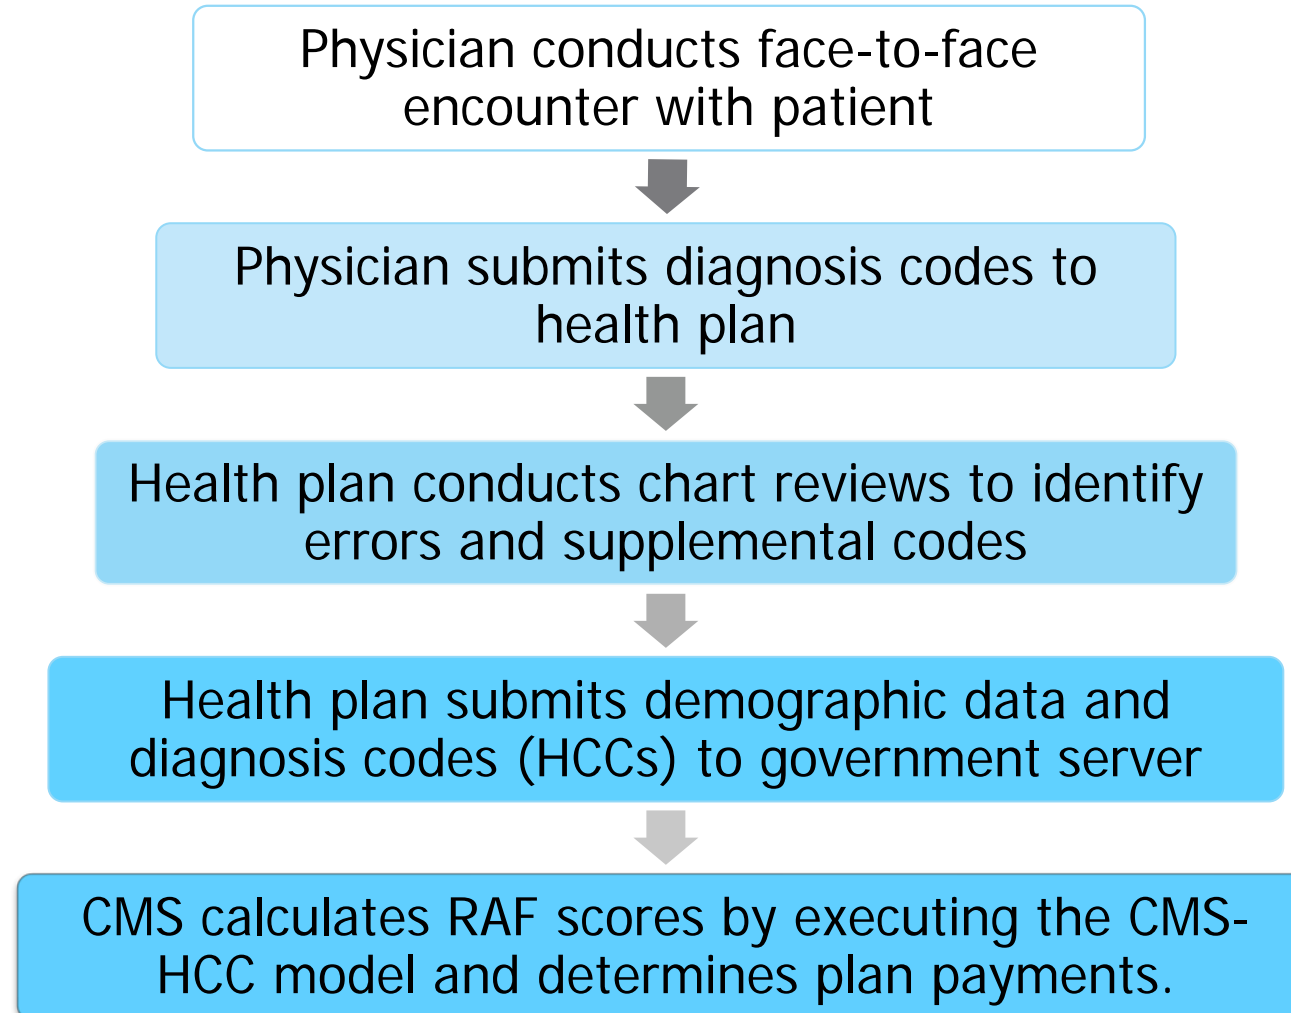 Physician conducts face-to-face
encounter with patient
Physician submits diagnosis codes to
health plan
Health plan conducts chart reviews to identify
errors and supplemental codes
Health plan submits demographic data and
diagnosis codes (HCCs) to government server
CMS calculates RAF scores by executing the CMS-
HCC model and determines plan payments.